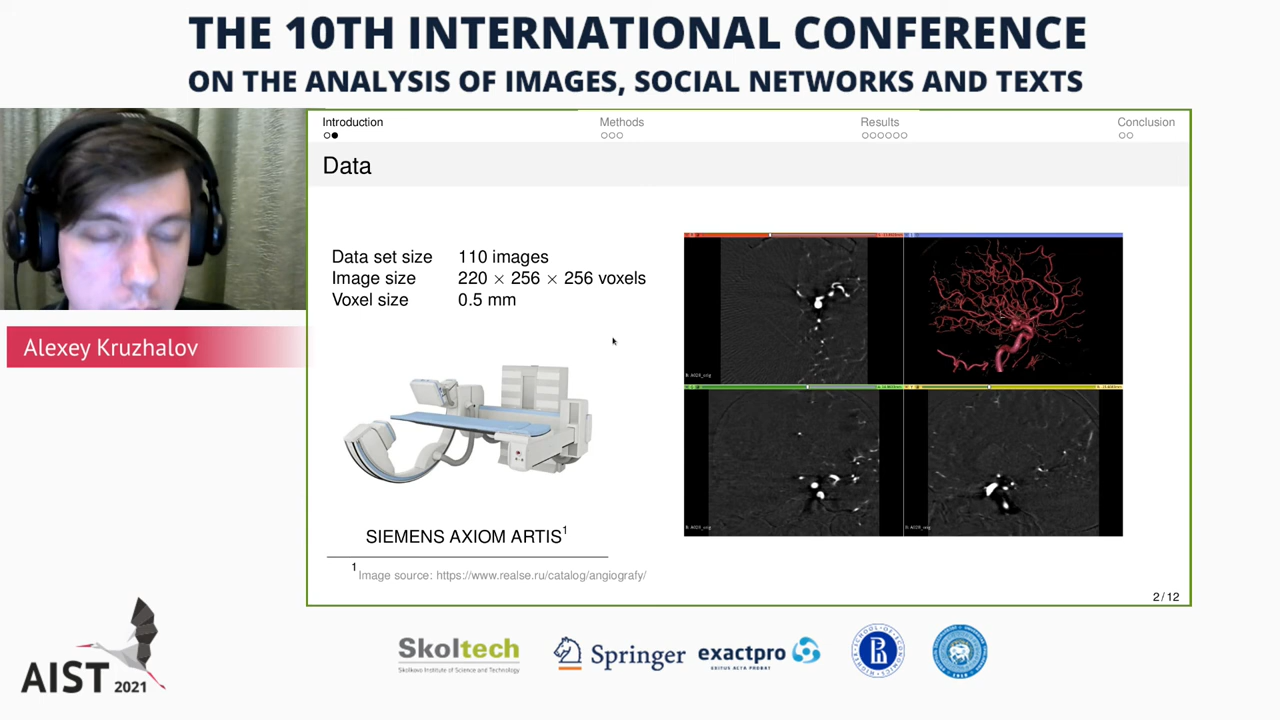 THE 10TH INTERNATIONAL CONFERENCE
ON THE ANALYSIS OF IMAGES, SOCIAL NETWORKS AND TEXTS
Introduction
Methods
Results
Conclusion
Data
Data set size 110 images
Image size 220 × 256 × 256 voxels
Voxel size 0.5 mm
Alexey Kruzhalov
SIEMENS AXIOM ARTIS1
1 Image source: https://www.realse.ru/catalog/angiografy/
2 / 12
AIST 2021
Skoltech
Skolkovo Institute of Science and Technology
Springer
exactpro
EXITUS ACTA PROBAT